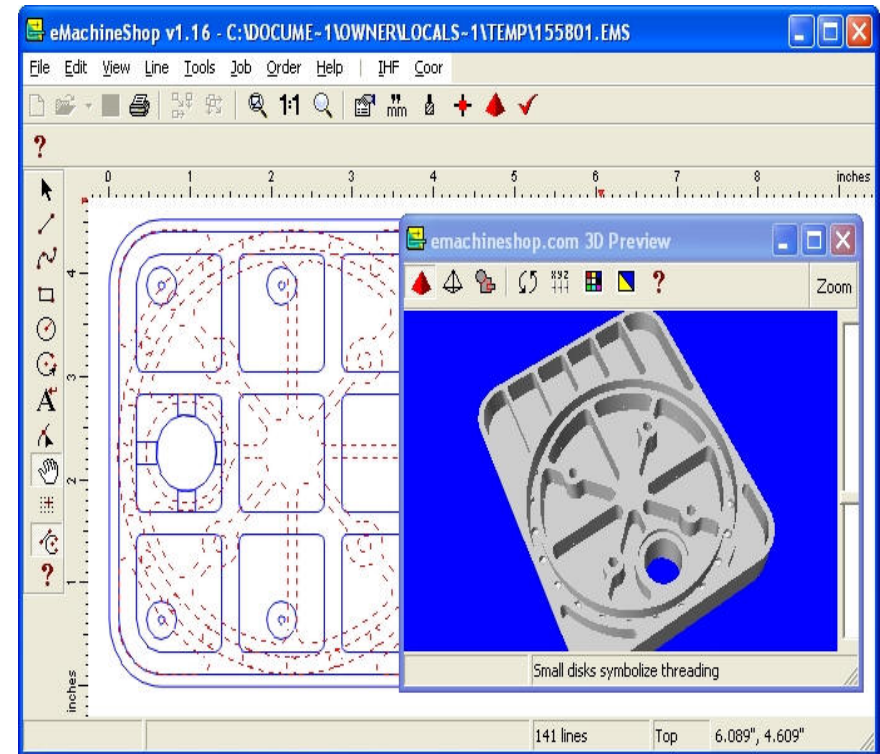 eMachineShop v1.16 - C:\DOCUME~1\OWNER\LOCALS~1\TEMP\155801.EMS
File Edit View Line Tools Job Order Help | IHF Coor
1:1 mm
?
0 1 2 3 4 5 6 7 8 inches
4
3
2
1
inches
A
?
emachineshop.com 3D Preview
xyz ? Zoom
Small disks symbolize threading
141 lines Top 6.089", 4.609"